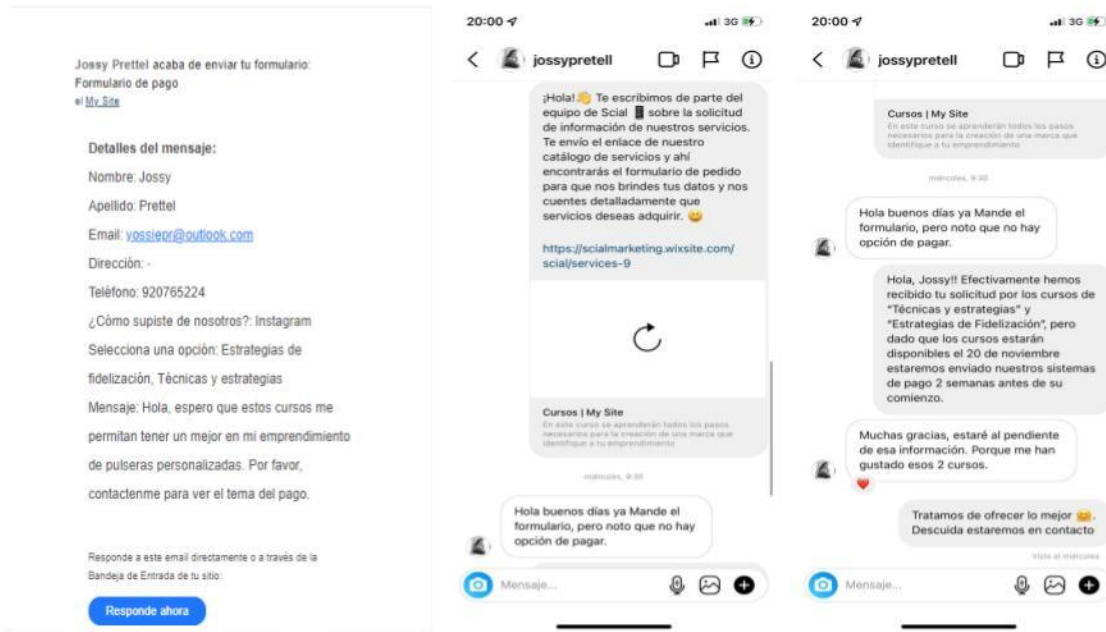 Jossy Prettel acaba de enviar tu formulario:
Formulario de pago
el My Site
Detalles del mensaje:
Nombre: Jossy
Apellido: Prettel
Email: yossiepr@outlook.com
Dirección: -
Teléfono: 920765224
¿Cómo supiste de nosotros?: Instagram
Selecciona una opción: Estrategias de
fidelización, Técnicas y estrategias
Mensaje: Hola, espero que estos cursos me
permitan tener un mejor en mi emprendimiento
de pulseras personalizadas. Por favor,
contactenme para ver el tema del pago.
Responde a este email directamente o a través de la
Bandeja de Entrada de tu sitio:
Responde ahora
20:00
3G
jossypretell
¡Hola!👋 Te escribimos de parte del
equipo de Scial 📱 sobre la solicitud
de información de nuestros servicios.
Te envío el enlace de nuestro
catálogo de servicios y ahí
encontrarás el formulario de pedido
para que nos brindes tus datos y nos
cuentes detalladamente que
servicios deseas adquirir. 😀
https://scialmarketing.wixsite.com/
scial/services-9
Cursos | My Site
En este curso se aprenderán todos los pasos
necesarios para la creación de una marca que
identifique a tu emprendimiento
miércoles, 9:30
Hola buenos días ya Mande el
formulario, pero noto que no hay
opción de pagar.
Mensaje...
20:00
3G
jossypretell
Cursos | My Site
En este curso se aprenderán todos los pasos
necesarios para la creación de una marca que
identifique a tu emprendimiento
miércoles, 9:30
Hola buenos días ya Mande el
formulario, pero noto que no hay
opción de pagar.
Hola, Jossy!! Efectivamente hemos
recibido tu solicitud por los cursos de
"Técnicas y estrategias" y
"Estrategias de Fidelización", pero
dado que los cursos estarán
disponibles el 20 de noviembre
estaremos enviado nuestros sistemas
de pago 2 semanas antes de su
comienzo.
Muchas gracias, estaré al pendiente
de esa información. Porque me han
gustado esos 2 cursos.
Tratamos de ofrecer lo mejor 🤗.
Descuida estaremos en contacto
Visto el miércoles
Mensaje...